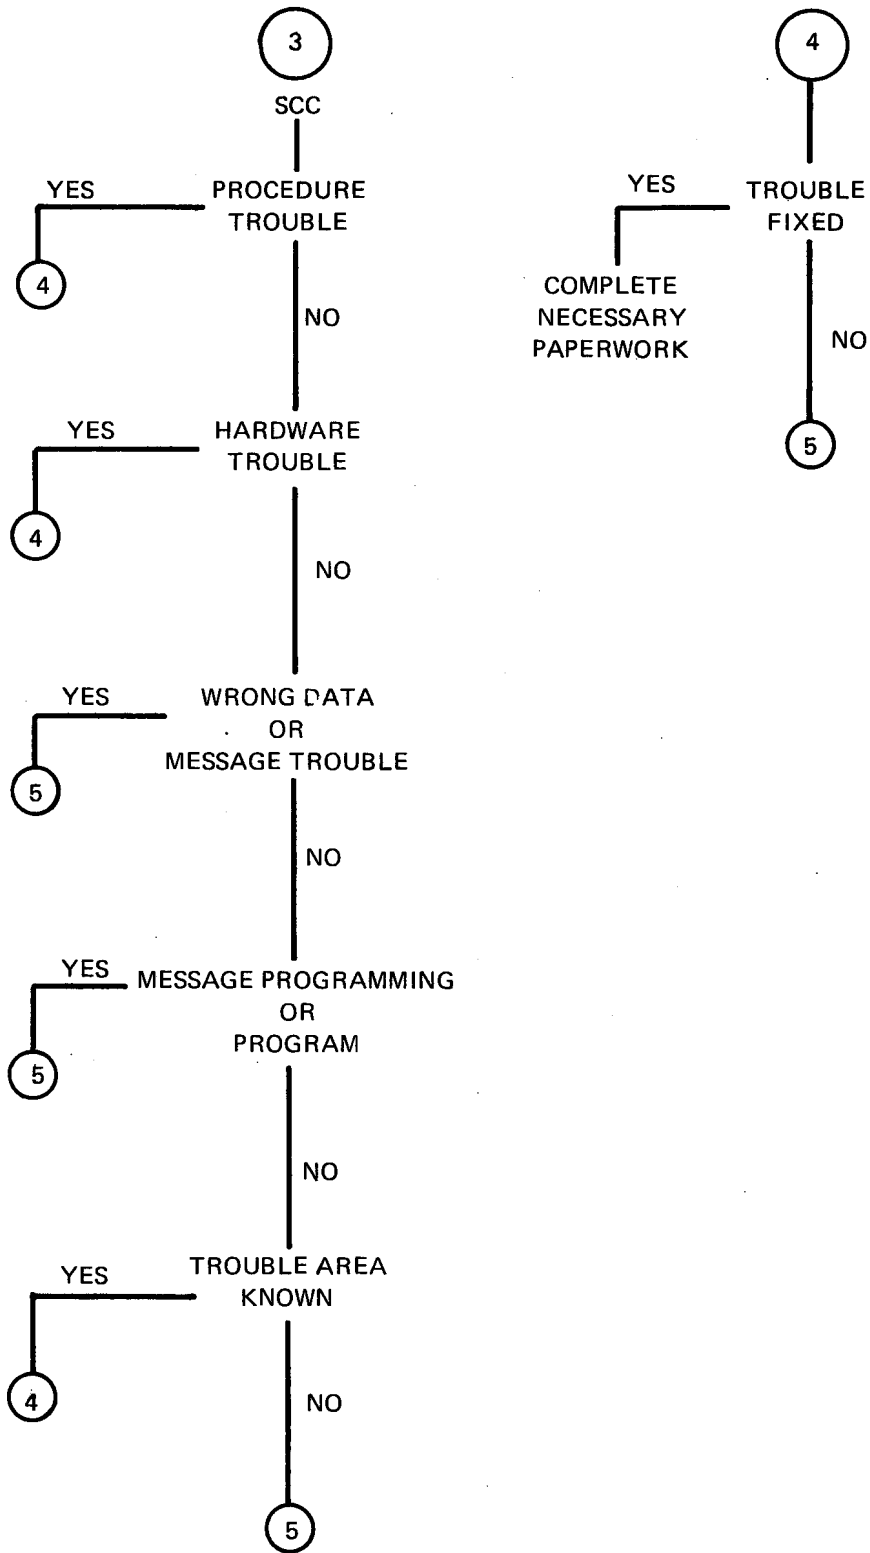 3
SCC
YES
PROCEDURE
TROUBLE
4
NO
YES
HARDWARE
TROUBLE
4
NO
YES
WRONG DATA
OR
MESSAGE TROUBLE
5
NO
YES
MESSAGE PROGRAMMING
OR
PROGRAM
5
NO
YES
TROUBLE AREA
KNOWN
4
NO
5
4
YES
TROUBLE
FIXED
COMPLETE
NECESSARY
PAPERWORK
NO
5